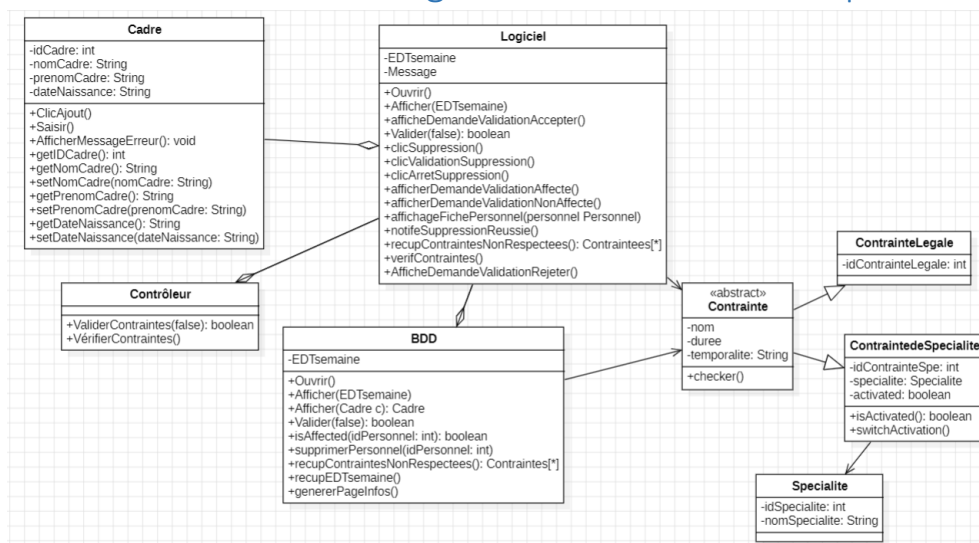 Cadre
-idCadre: int
-nomCadre: String
-prenomCadre: String
-dateNaissance: String
+ClicAjout()
+Saisir()
+AfficherMessageErreur(): void
+getIDCadre(): int
+getNomCadre(): String
+setNomCadre(nomCadre: String)
+getPrenomCadre(): String
+setPrenomCadre(prenomCadre: String)
+getDateNaissance(): String
+setDateNaissance(dateNaissance: String)
Logiciel
-EDTsemaine
-Message
+Ouvrir()
+Afficher(EDTsemaine)
+afficheDemandeValidationAccepter()
+Valider(false): boolean
+clicSuppression()
+clicValidationSuppression()
+clicArretSuppression()
+afficherDemandeValidationAffecte()
+afficherDemandeValidationNonAffecte()
+affichageFichePersonnel(personnel Personnel)
+notifeSuppressionReussie()
+recupContraintesNonRespectees(): Contraintees[*]
+verifContraintes()
+AfficheDemandeValidationRejeter()
ContrainteLegale
-idContrainteLegale: int
Contrôleur
+ValiderContraintes(false): boolean
+VérifierContraintes()
«abstract»
Contrainte
-nom
-duree
-temporalite: String
+checker()
BDD
-EDTsemaine
+Ouvrir()
+Afficher(EDTsemaine)
+Afficher(Cadre c): Cadre
+Valider(false): boolean
+isAffected(idPersonnel: int): boolean
+supprimerPersonnel(idPersonnel: int)
+recupContraintesNonRespectees(): Contraintes[*]
+recupEDTsemaine()
+genererPageInfos()
ContraintedeSpecialite
-idContrainteSpe: int
-specialite: Specialite
-activated: boolean
+isActivated(): boolean
+switchActivation()
Specialite
-idSpecialite: int
-nomSpecialite: String